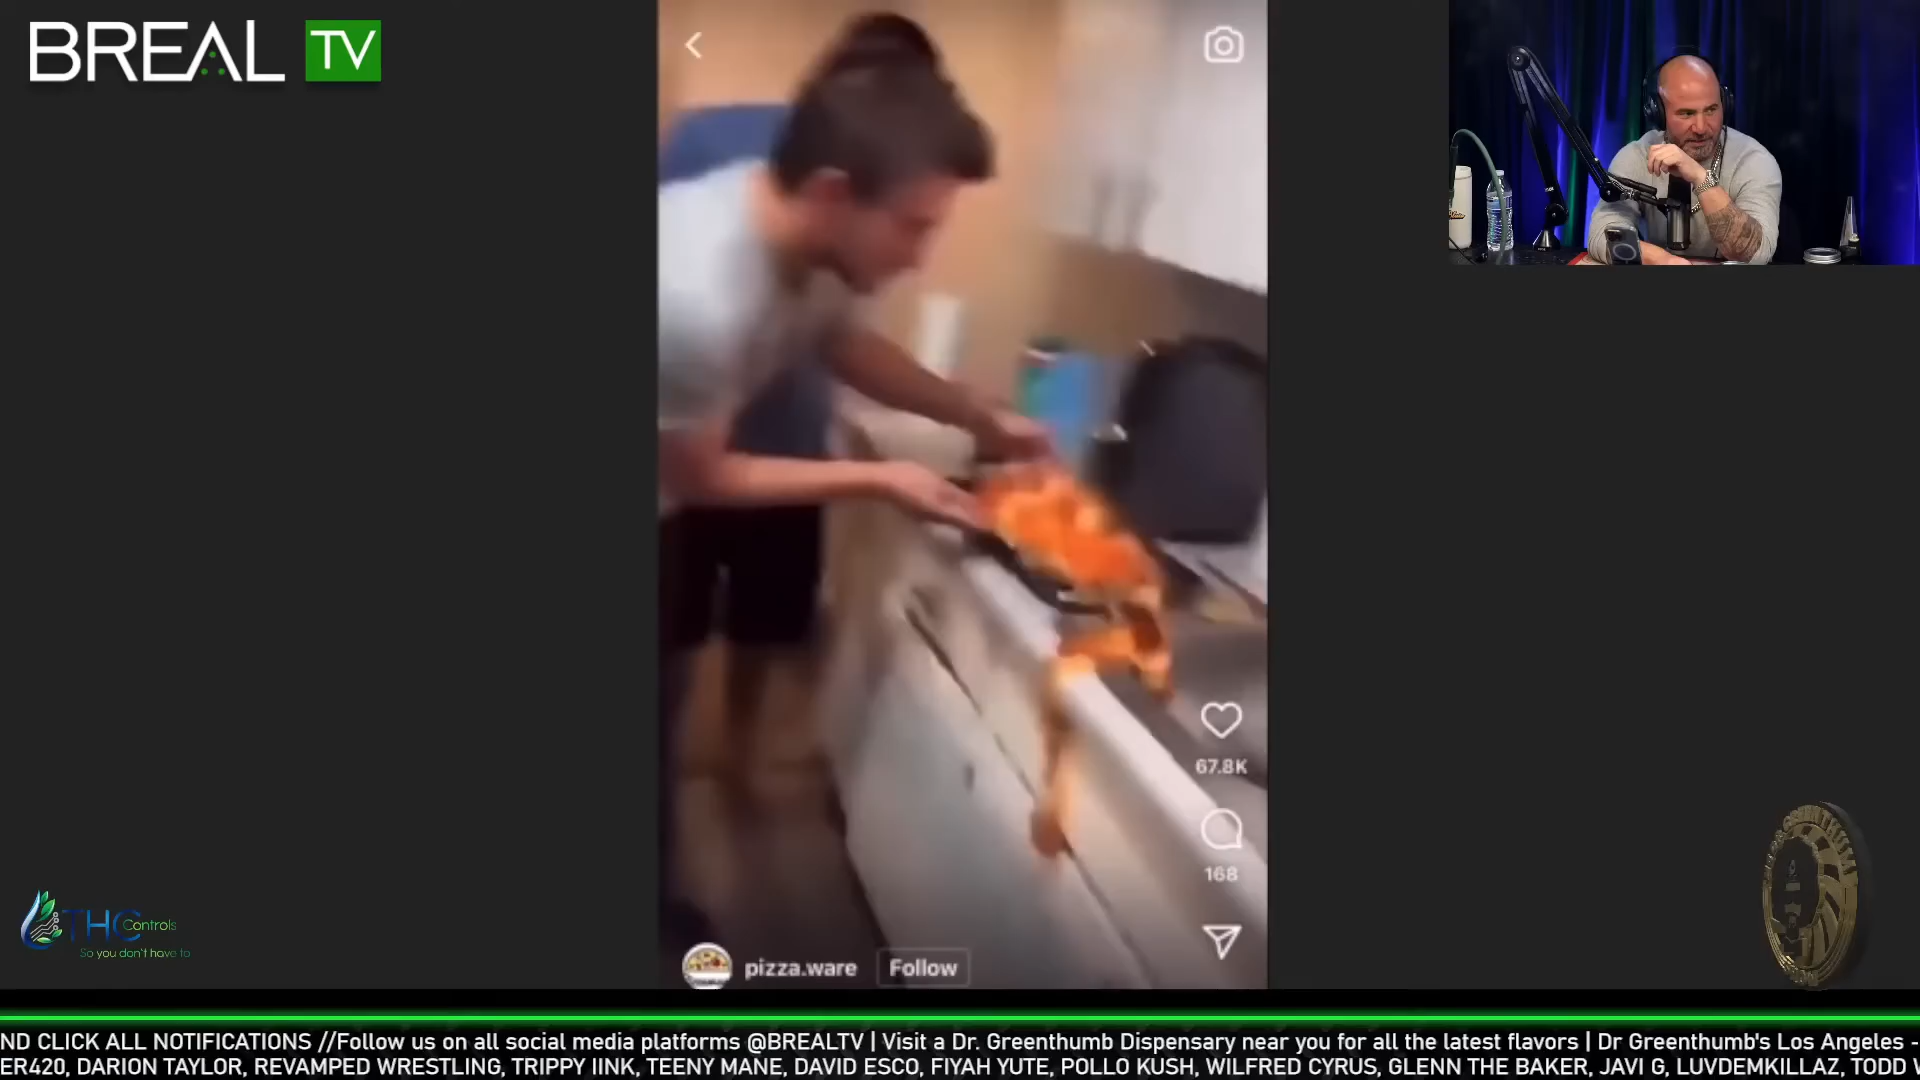 BREAL TV
67.8K
168
pizza.ware Follow
THC Controls
So you don't have to
ND CLICK ALL NOTIFICATIONS //Follow us on all social media platforms @BREALTV | Visit a Dr. Greenthumb Dispensary near you for all the latest flavors | Dr Greenthumb's Los Angeles -
ER420, DARION TAYLOR, REVAMPED WRESTLING, TRIPPY IINK, TEENY MANE, DAVID ESCO, FIYAH YUTE, POLLO KUSH, WILFRED CYRUS, GLENN THE BAKER, JAVI G, LUVDEMKILLAZ, TODD